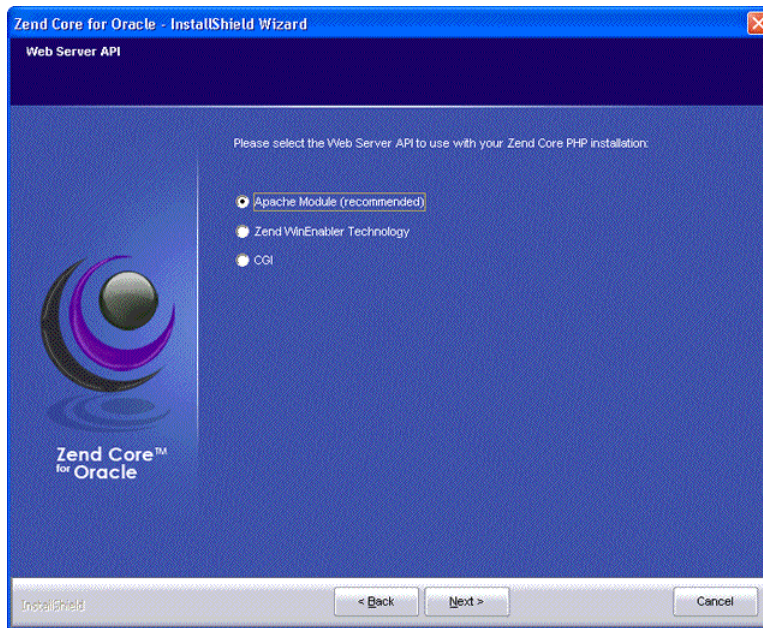 Zend Core for Oracle - InstallShield Wizard
Web Server API
Please select the Web Server API to use with your Zend Core PHP installation:
Apache Module (recommended)
Zend WinEnabler Technology
CGI
Zend Core™
for Oracle
InstallShield
< Back
Next >
Cancel